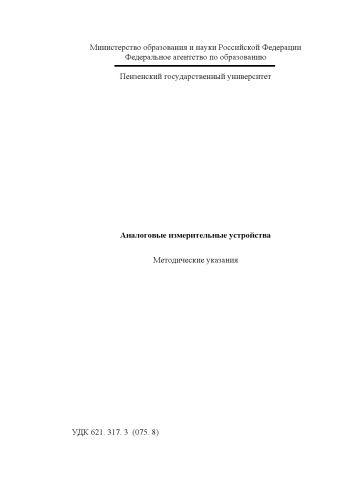 Министерство образования и науки Российской Федерации
Федеральное агентство по образованию
Пензенский государственный университет
Аналоговые измерительные устройства
Методические указания
УДК 621. 317. 3 (075. 8)